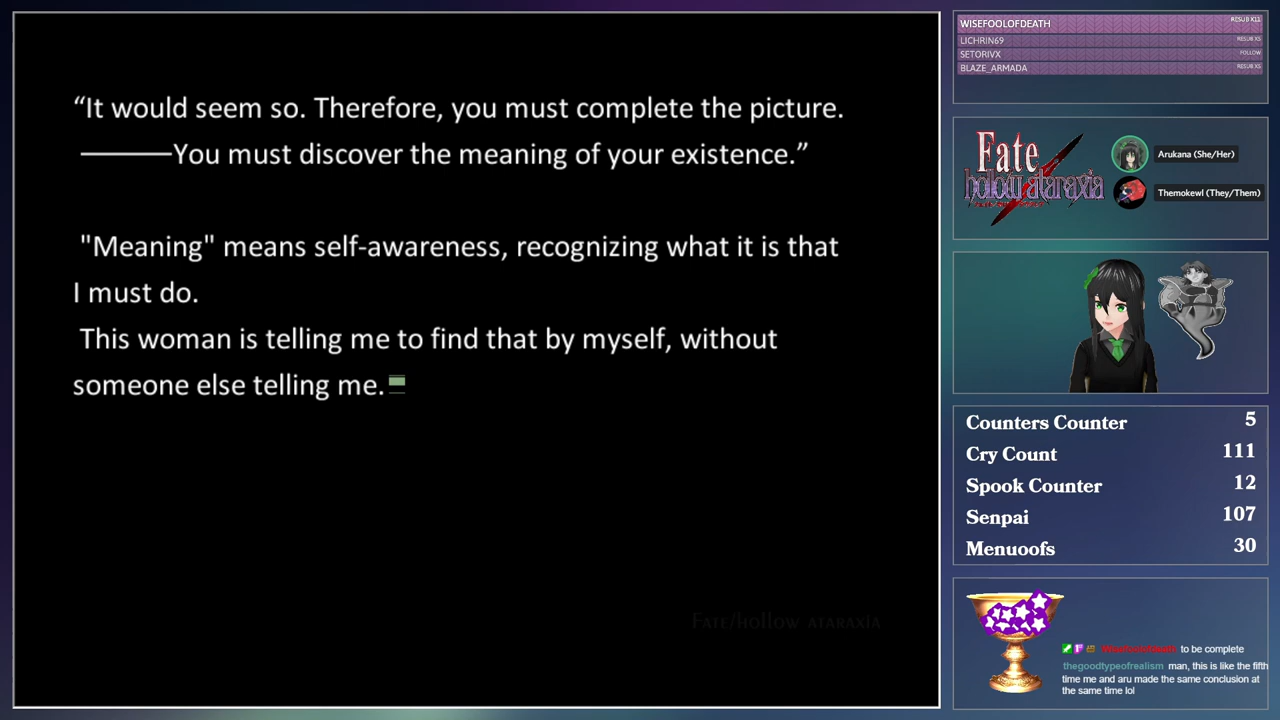 “It would seem so. Therefore, you must complete the picture.
———You must discover the meaning of your existence.”
"Meaning" means self-awareness, recognizing what it is that
I must do.
This woman is telling me to find that by myself, without
someone else telling me.
Fate/hollow ataraxia
WISEFOOLOFDEATH RESUB X11
LICHRIN69 RESUB X5
SETORIVX FOLLOW
BLAZE_ARMADA
Fate
hollow ataraxia
Arukana (She/Her)
Themokewl (They/Them)
Counters Counter 5
Cry Count 111
Spook Counter 12
Senpai 107
Menuoofs 30
Wisefoolofdeath to be complete
thegoodtypeofrealism man, this is like the fifth
time me and aru made the same conclusion at
the same time lol